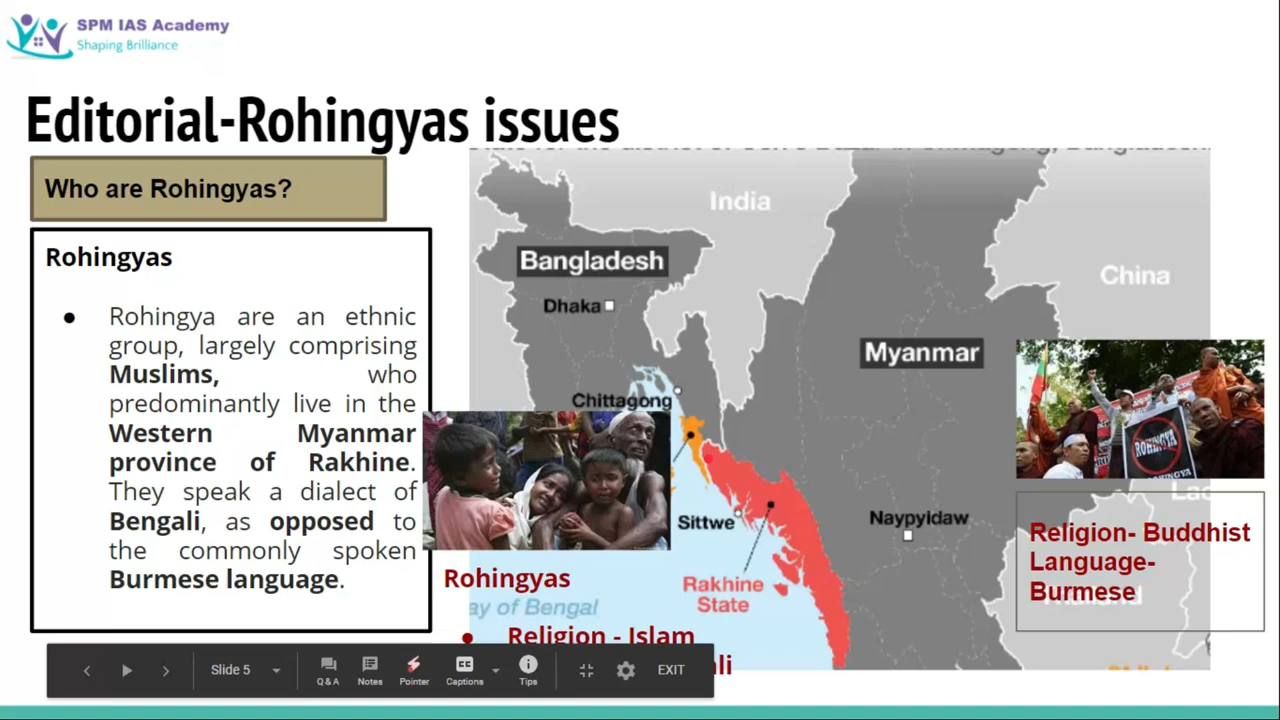 SPM IAS Academy
Shaping Brilliance
Editorial-Rohingyas issues
Who are Rohingyas?
Rohingyas
● Rohingya are an ethnic
group, largely comprising
Muslims, who
predominantly live in the
Western Myanmar
province of Rakhine.
They speak a dialect of
Bengali, as opposed to
the commonly spoken
Burmese language.
India
Bangladesh
Dhaka
China
Myanmar
Chittagong
ROHINGYA
ROHINGYA
Sittwe
Naypyidaw
Rakhine
State
ay of Bengal
Thailand
Religion- Buddhist
Language-
Burmese
Rohingyas
● Religion - Islam
ali
Slide 5
Q&A
Notes
Pointer
Captions
Tips
EXIT